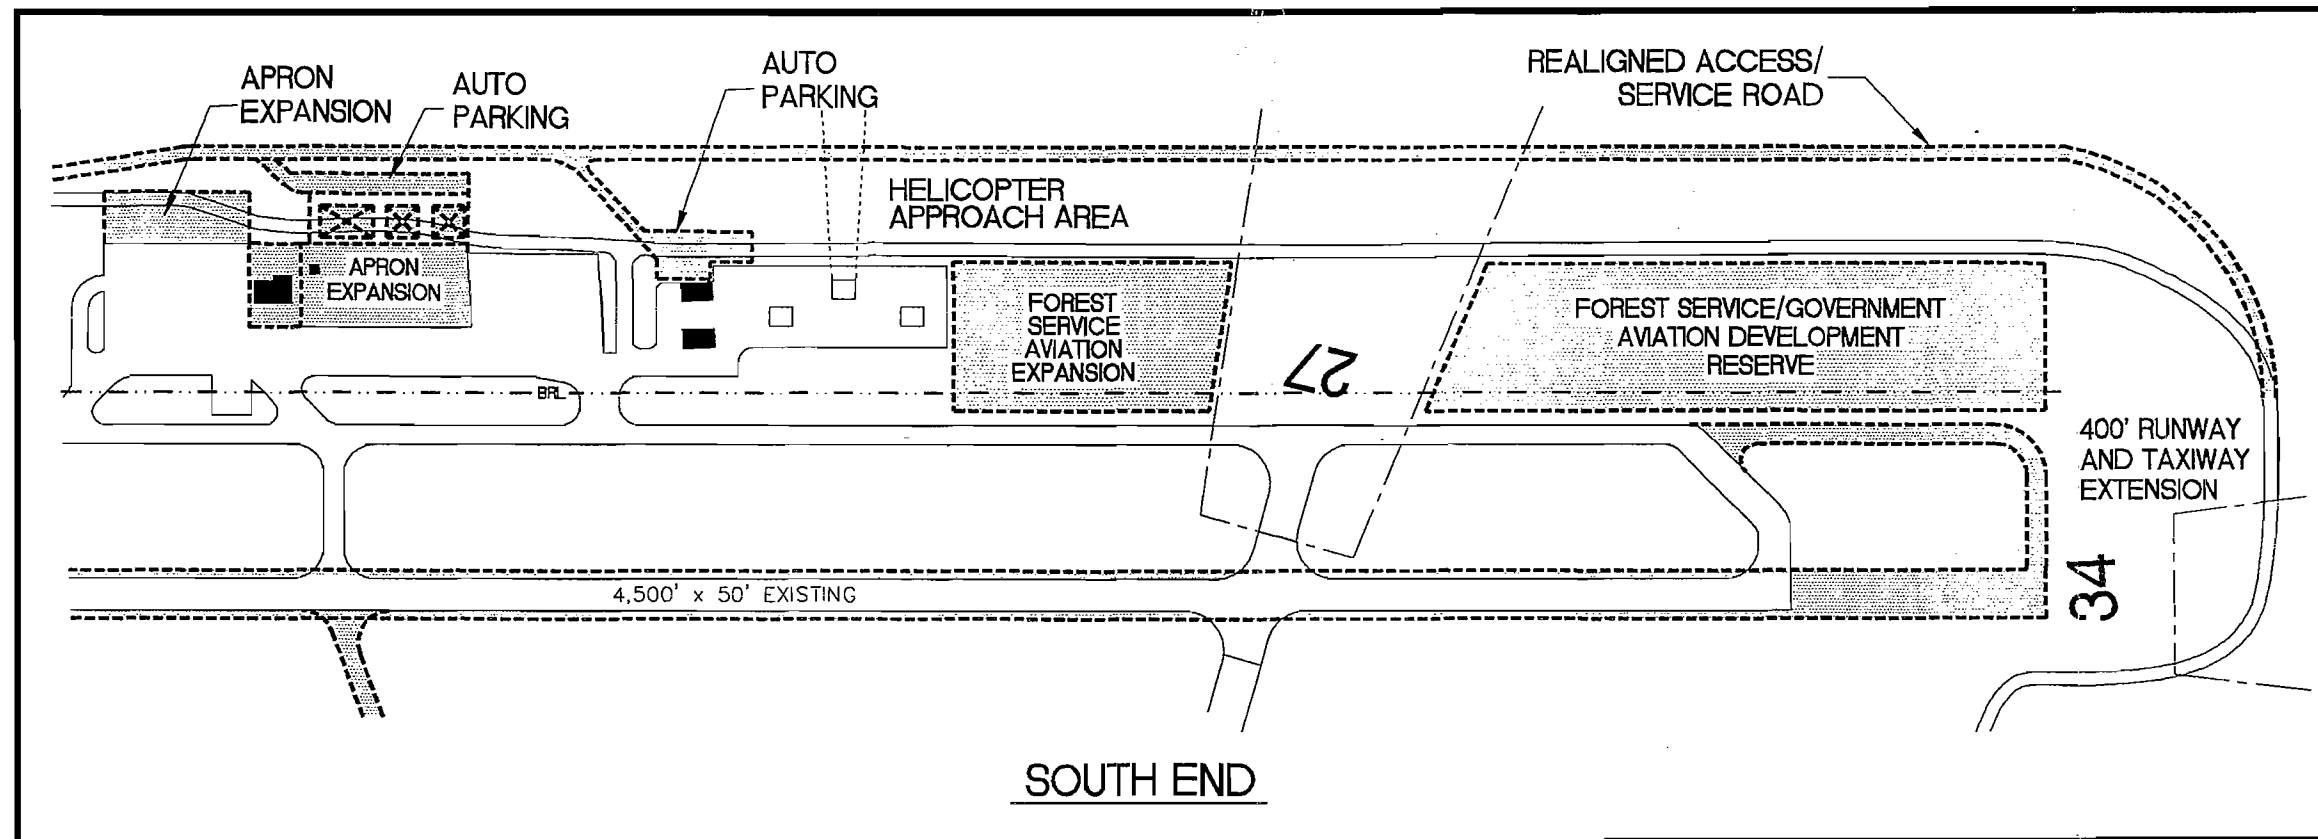 APRON
EXPANSION
AUTO
PARKING
AUTO
PARKING
REALIGNED ACCESS/
SERVICE ROAD
HELICOPTER
APPROACH AREA
APRON
EXPANSION
FOREST
SERVICE
AVIATION
EXPANSION
FOREST SERVICE/GOVERNMENT
AVIATION DEVELOPMENT
RESERVE
27
BRL
400' RUNWAY
AND TAXIWAY
EXTENSION
34
4,500' x 50' EXISTING
SOUTH END